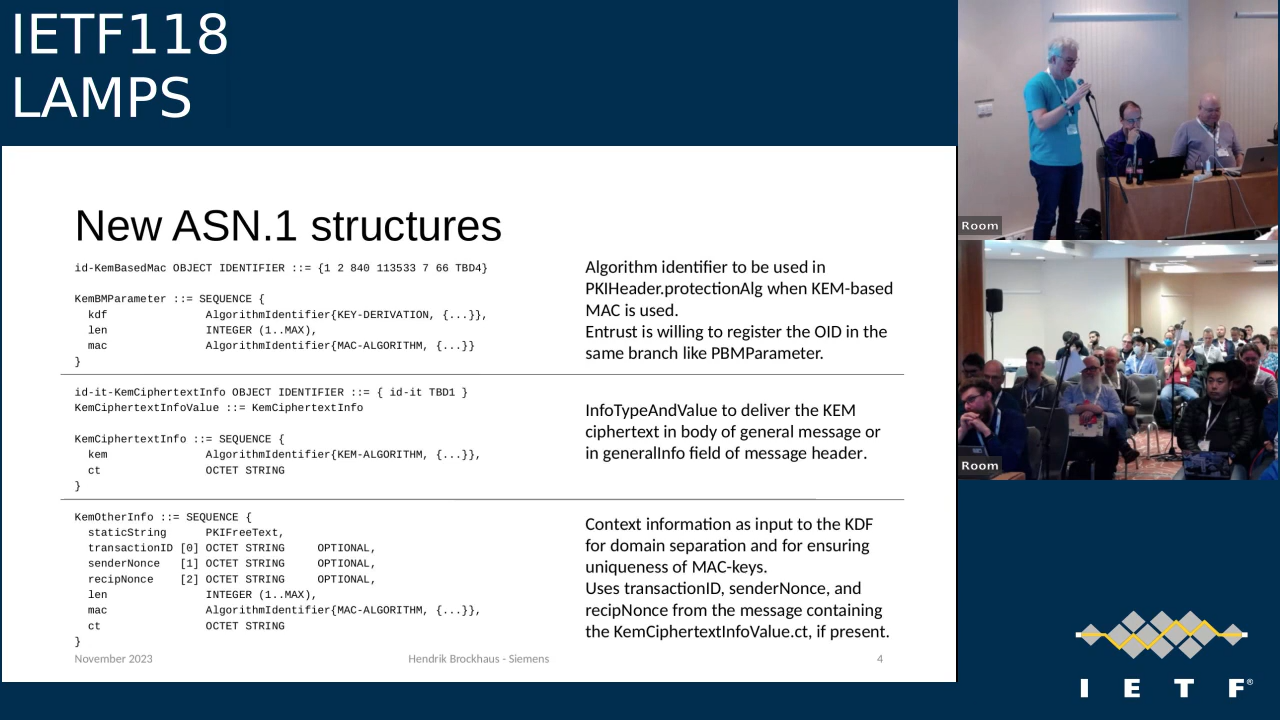 IETF118
LAMPS
New ASN.1 structures
id-KemBasedMac OBJECT IDENTIFIER ::= {1 2 840 113533 7 66 TBD4}
KemBMParameter ::= SEQUENCE {
kdf AlgorithmIdentifier{KEY-DERIVATION, {...}},
len INTEGER (1..MAX),
mac AlgorithmIdentifier{MAC-ALGORITHM, {...}}
}
Algorithm identifier to be used in
PKIHeader.protectionAlg when KEM-based
MAC is used.
Entrust is willing to register the OID in the
same branch like PBMParameter.
id-it-KemCiphertextInfo OBJECT IDENTIFIER ::= { id-it TBD1 }
KemCiphertextInfoValue ::= KemCiphertextInfo
KemCiphertextInfo ::= SEQUENCE {
kem AlgorithmIdentifier{KEM-ALGORITHM, {...}},
ct OCTET STRING
}
InfoTypeAndValue to deliver the KEM
ciphertext in body of general message or
in generalInfo field of message header.
KemOtherInfo ::= SEQUENCE {
staticString PKIFreeText,
transactionID [0] OCTET STRING OPTIONAL,
senderNonce [1] OCTET STRING OPTIONAL,
recipNonce [2] OCTET STRING OPTIONAL,
len INTEGER (1..MAX),
mac AlgorithmIdentifier{MAC-ALGORITHM, {...}},
ct OCTET STRING
}
Context information as input to the KDF
for domain separation and for ensuring
uniqueness of MAC-keys.
Uses transactionID, senderNonce, and
recipNonce from the message containing
the KemCiphertextInfoValue.ct, if present.
November 2023
Hendrik Brockhaus - Siemens
4
Room
Room
I E T F®